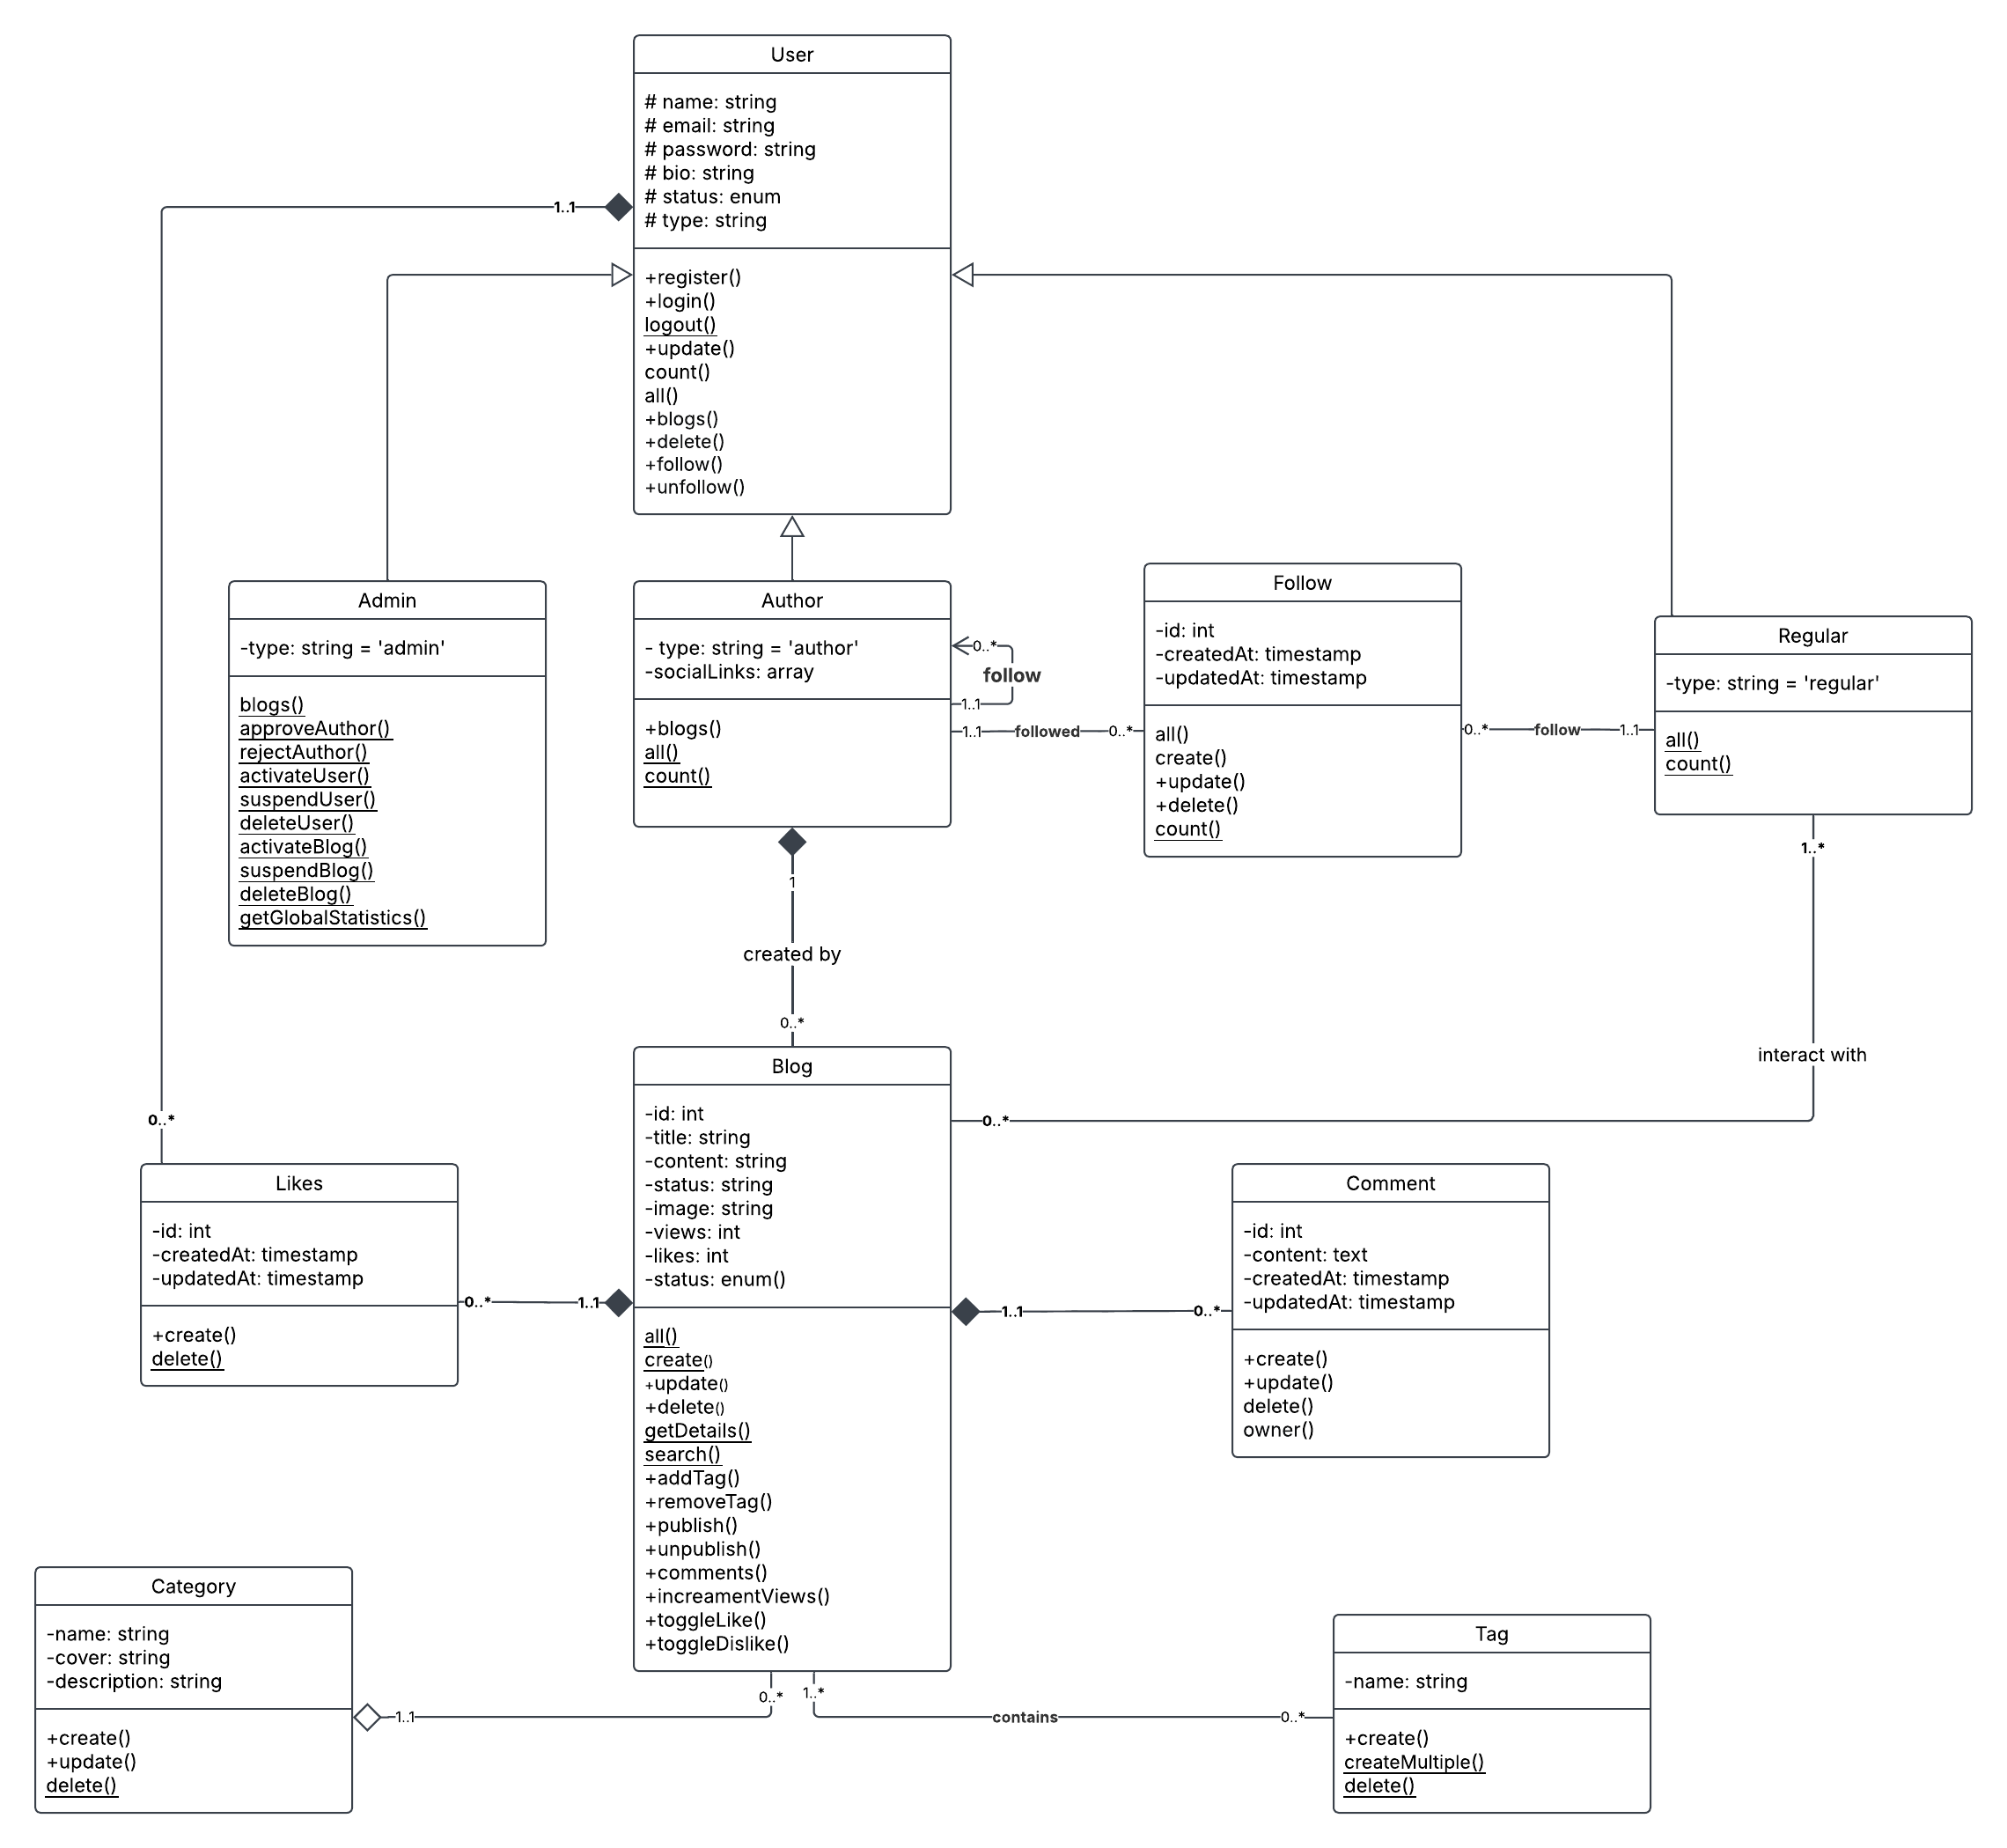 User
# name: string
# email: string
# password: string
# bio: string
# status: enum
# type: string
+register()
+login()
logout()
+update()
count()
all()
+blogs()
+delete()
+follow()
+unfollow()
1..1
0..*
Admin
-type: string = 'admin'
blogs()
approveAuthor()
rejectAuthor()
activateUser()
suspendUser()
deleteUser()
activateBlog()
suspendBlog()
deleteBlog()
getGlobalStatistics()
Author
- type: string = 'author'
-socialLinks: array
+blogs()
all()
count()
0..*
follow
1..1
1..1
followed
0..*
Follow
-id: int
-createdAt: timestamp
-updatedAt: timestamp
all()
create()
+update()
+delete()
count()
0..*
follow
1..1
Regular
-type: string = 'regular'
all()
count()
1..*
interact with
0..*
1
created by
0..*
Blog
-id: int
-title: string
-content: string
-status: string
-image: string
-views: int
-likes: int
-status: enum()
all()
create()
+update()
+delete()
getDetails()
search()
+addTag()
+removeTag()
+publish()
+unpublish()
+comments()
+increamentViews()
+toggleLike()
+toggleDislike()
Likes
-id: int
-createdAt: timestamp
-updatedAt: timestamp
+create()
delete()
0..*
1..1
Comment
-id: int
-content: text
-createdAt: timestamp
-updatedAt: timestamp
+create()
+update()
delete()
owner()
1..1
0..*
Category
-name: string
-cover: string
-description: string
+create()
+update()
delete()
1..1
0..*
1..*
contains
0..*
Tag
-name: string
+create()
createMultiple()
delete()